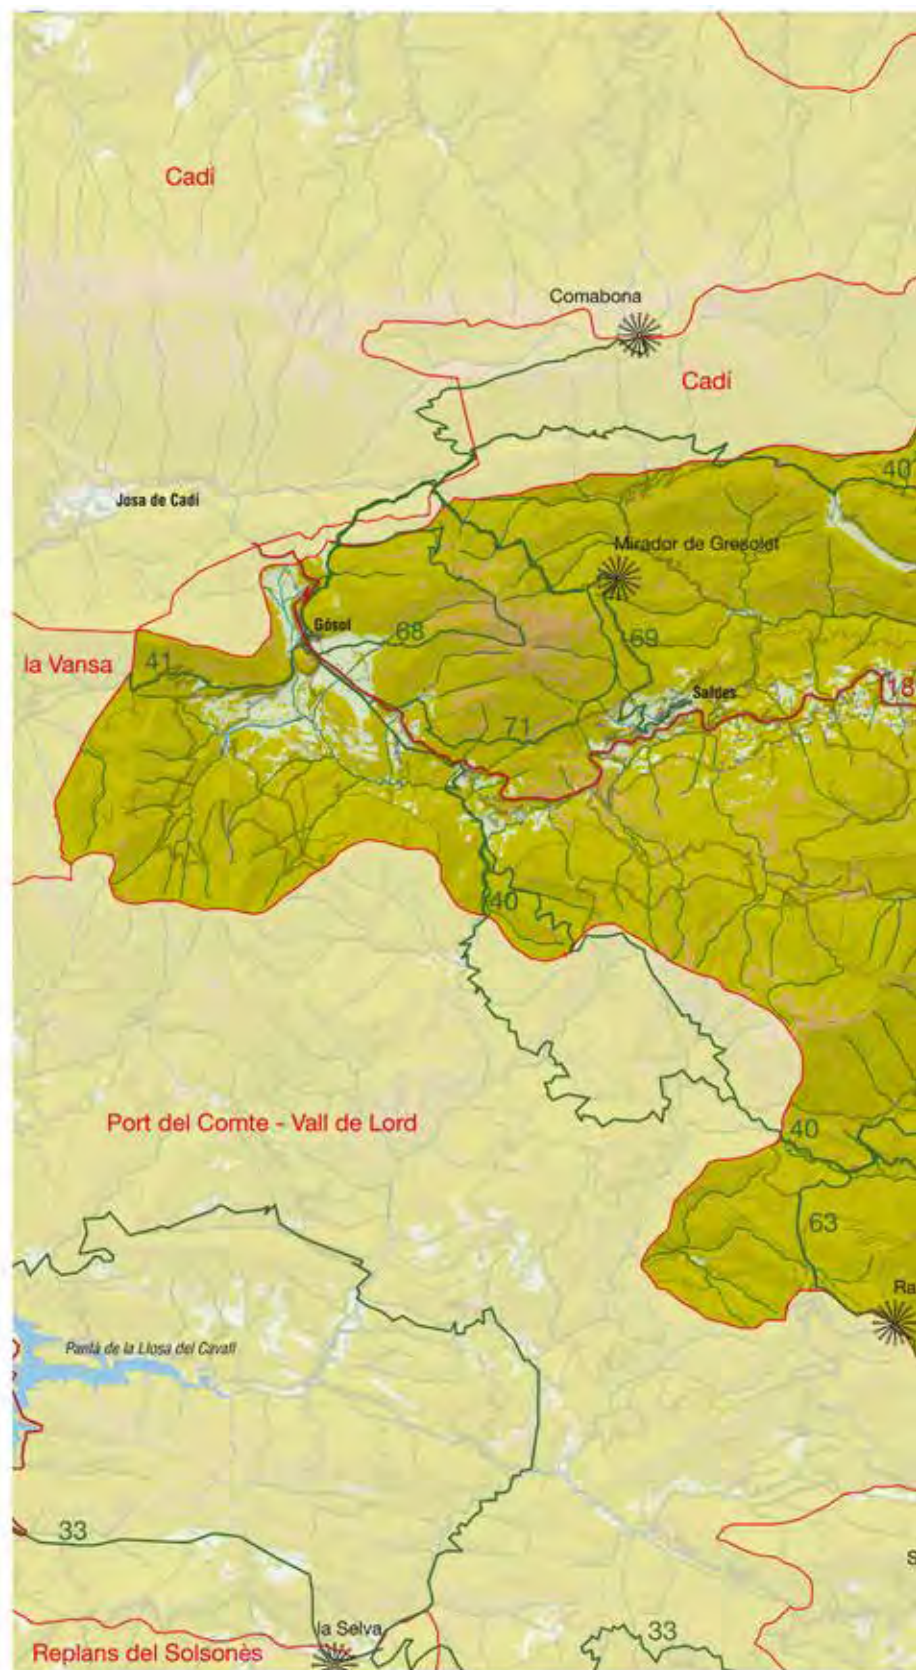 Cadí
Comabona
Cadí
40
Josa de Cadí
Mirador de Gresolet
Gósol
68
69
la Vansa
41
Saldes
18
71
40
Port del Comte - Vall de Lord
40
63
Ra
Pantà de la Llosa del Cavall
33
S
la Selva
33
Replans del Solsonès